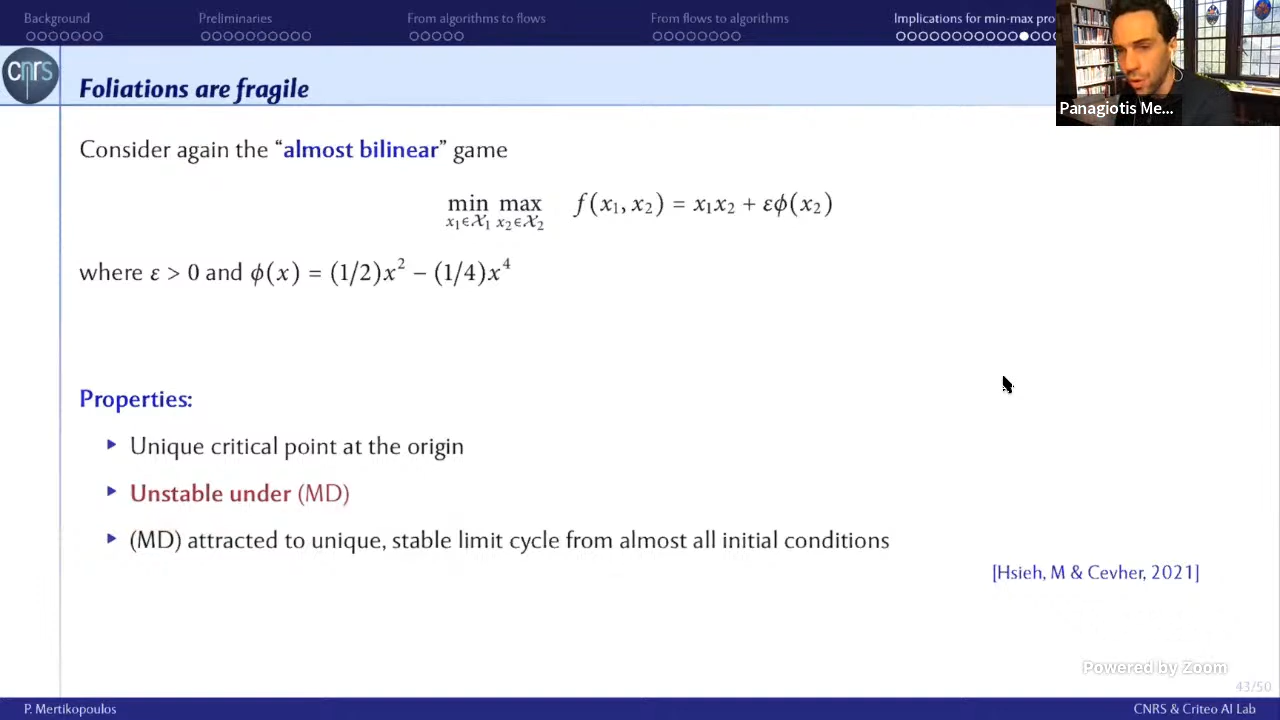 Background
Preliminaries
From algorithms to flows
From flows to algorithms
Implications for min-max pro
cnrs
Foliations are fragile
Panagiotis Me...
Consider again the “almost bilinear” game
min max f(x₁, x₂) = x₁x₂ + εϕ(x₂)
x₁∈𝒳₁ x₂∈𝒳₂
where ε > 0 and ϕ(x) = (1/2)x² − (1/4)x⁴
Properties:
▸ Unique critical point at the origin
▸ Unstable under (MD)
▸ (MD) attracted to unique, stable limit cycle from almost all initial conditions
[Hsieh, M & Cevher, 2021]
Powered by Zoom
43/50
P. Mertikopoulos
CNRS & Criteo AI Lab